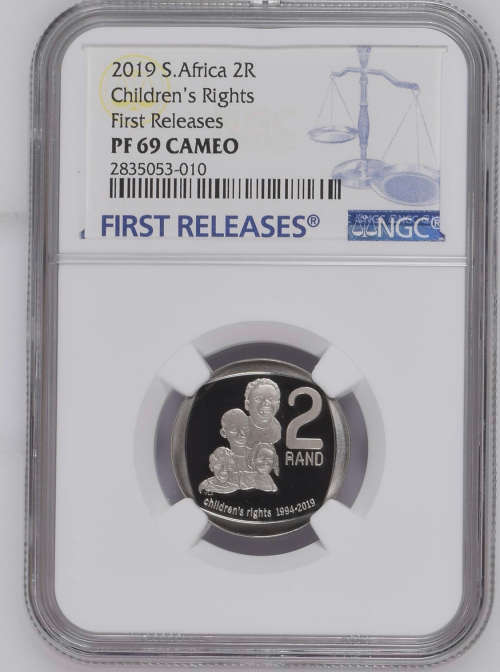 2019 S.Africa 2R
Children's Rights
First Releases
PF 69 CAMEO
2835053-010
FIRST RELEASES®
NGC®
2
RAND
children's rights 1994-2019